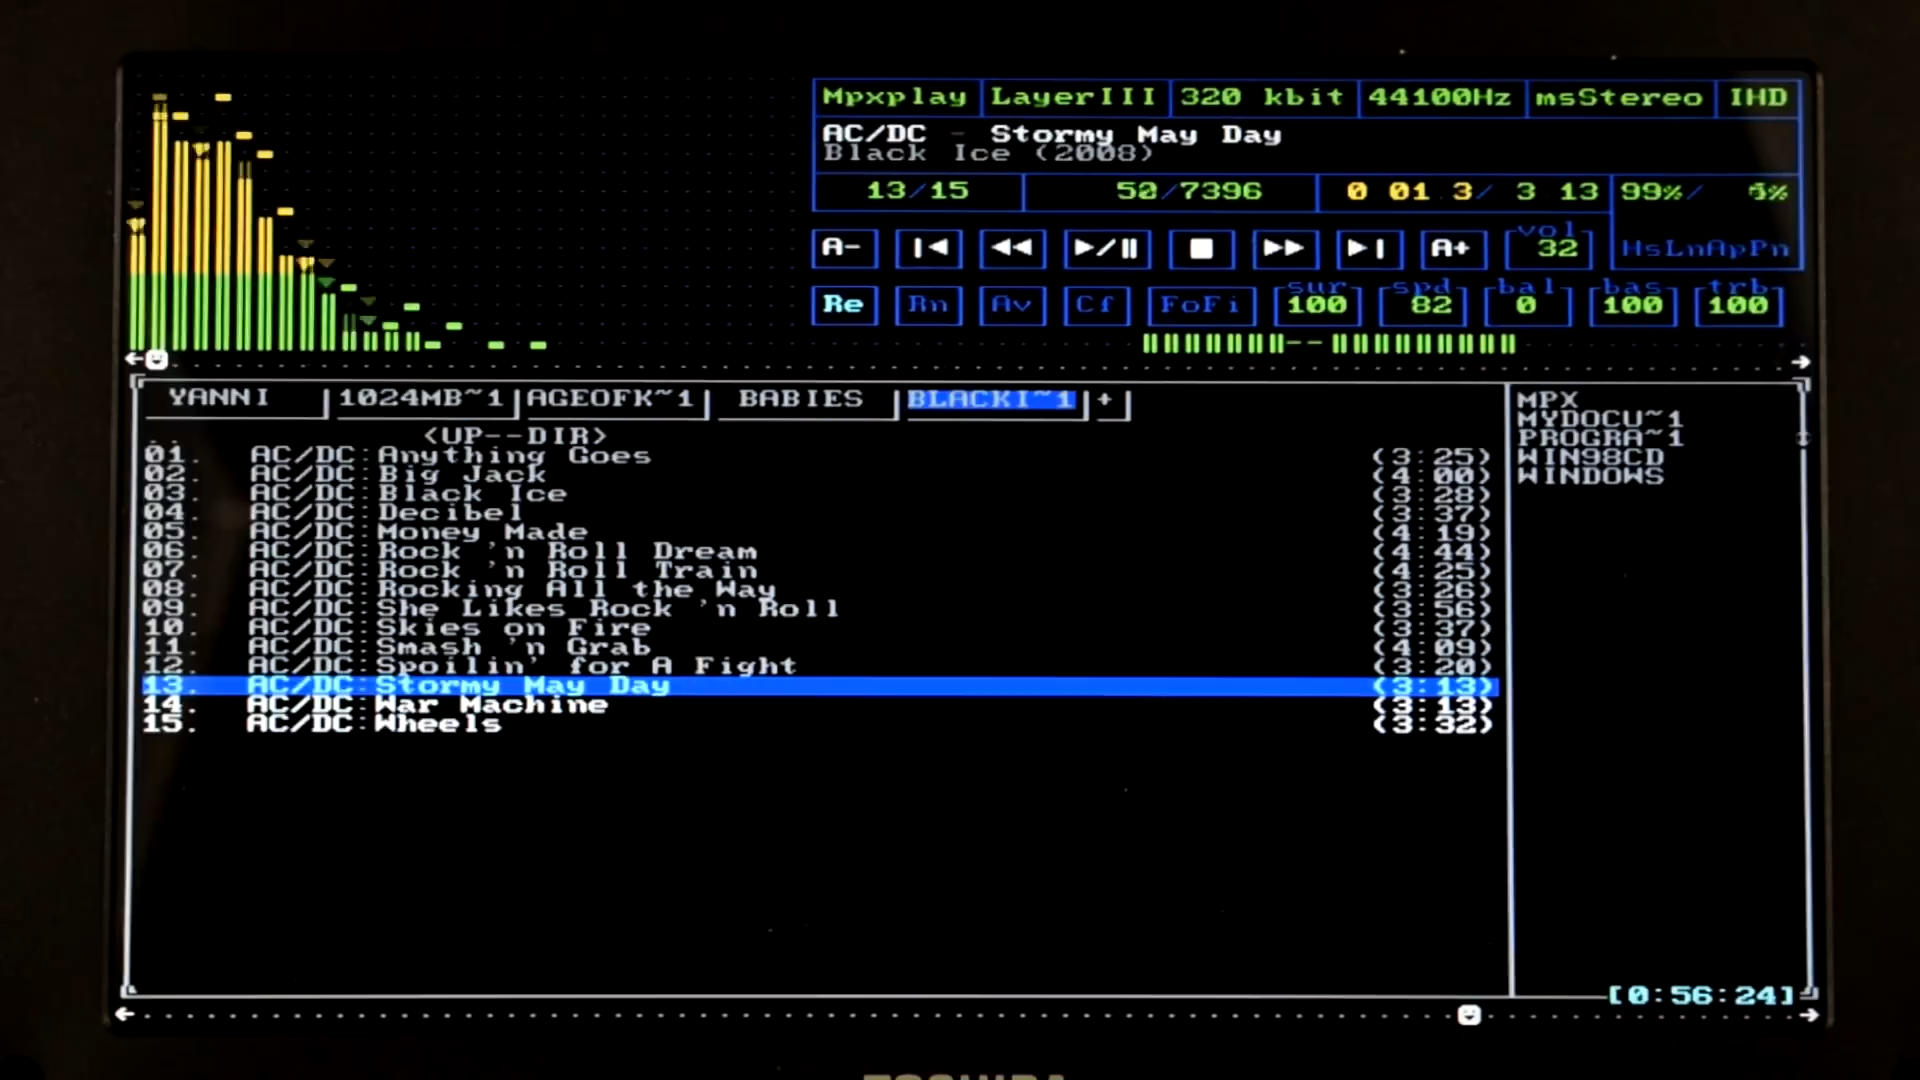 Mpxplay LayerIII 320 kbit 44100Hz msStereo IHD
AC/DC - Stormy May Day
Black Ice (2008)
13/15 50/7396 0 01 3/ 3 13 99%/
A- vol 32 A+ HsLnApPn
Re Rn Av Cf FoFi sur 100 spd 82 bal 0 bas 100 trb 100
YANNI 1024MB~1 AGEOFK~1 BABIES BLACKI~1 +
.. <UP--DIR>
01. AC/DC:Anything Goes (3:25)
02. AC/DC:Big Jack (4:00)
03. AC/DC:Black Ice (3:28)
04. AC/DC:Decibel (3:37)
05. AC/DC:Money Made (4:19)
06. AC/DC:Rock 'n Roll Dream (4:44)
07. AC/DC:Rock 'n Roll Train (4:25)
08. AC/DC:Rocking All the Way (3:26)
09. AC/DC:She Likes Rock 'n Roll (3:56)
10. AC/DC:Skies on Fire (3:37)
11. AC/DC:Smash 'n Grab (4:09)
12. AC/DC:Spoilin' for A Fight (3:20)
13. AC/DC:Stormy May Day (3:13)
14. AC/DC:War Machine (3:13)
15. AC/DC:Wheels (3:32)
MPX
MYDOCU~1
PROGRA~1
WIN98CD
WINDOWS
[0:56:24]